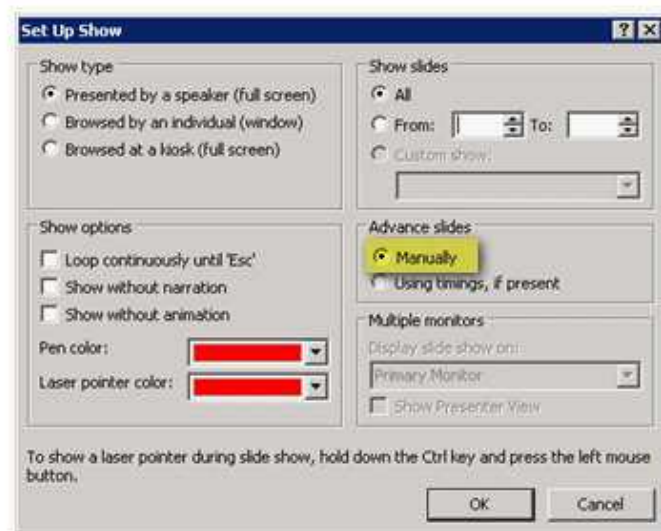 Set Up Show
Show type
Presented by a speaker (full screen)
Browsed by an individual (window)
Browsed at a kiosk (full screen)
Show slides
All
From: To:
Custom show:
Show options
Loop continuously until 'Esc'
Show without narration
Show without animation
Pen color:
Laser pointer color:
Advance slides
Manually
Using timings, if present
Multiple monitors
Display slide show on:
Primary Monitor
Show Presenter View
To show a laser pointer during slide show, hold down the Ctrl key and press the left mouse
button.
OK Cancel